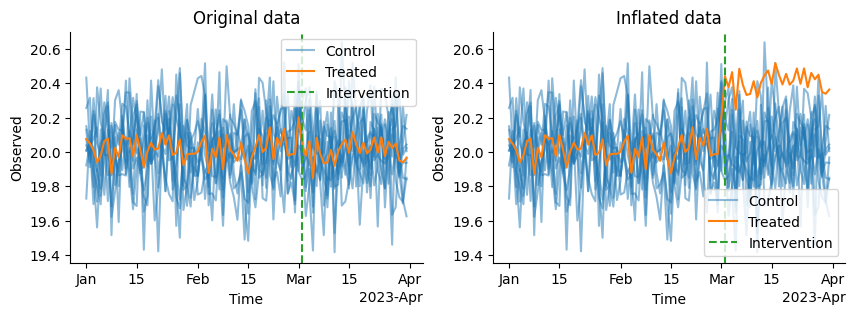 Original data
Observed
20.6
20.4
20.2
20.0
19.8
19.6
19.4
Control
Treated
Intervention
Jan
15
Feb
15
Mar
15
Apr
Time
2023-Apr
Inflated data
Observed
20.6
20.4
20.2
20.0
19.8
19.6
19.4
Control
Treated
Intervention
Jan
15
Feb
15
Mar
15
Apr
Time
2023-Apr